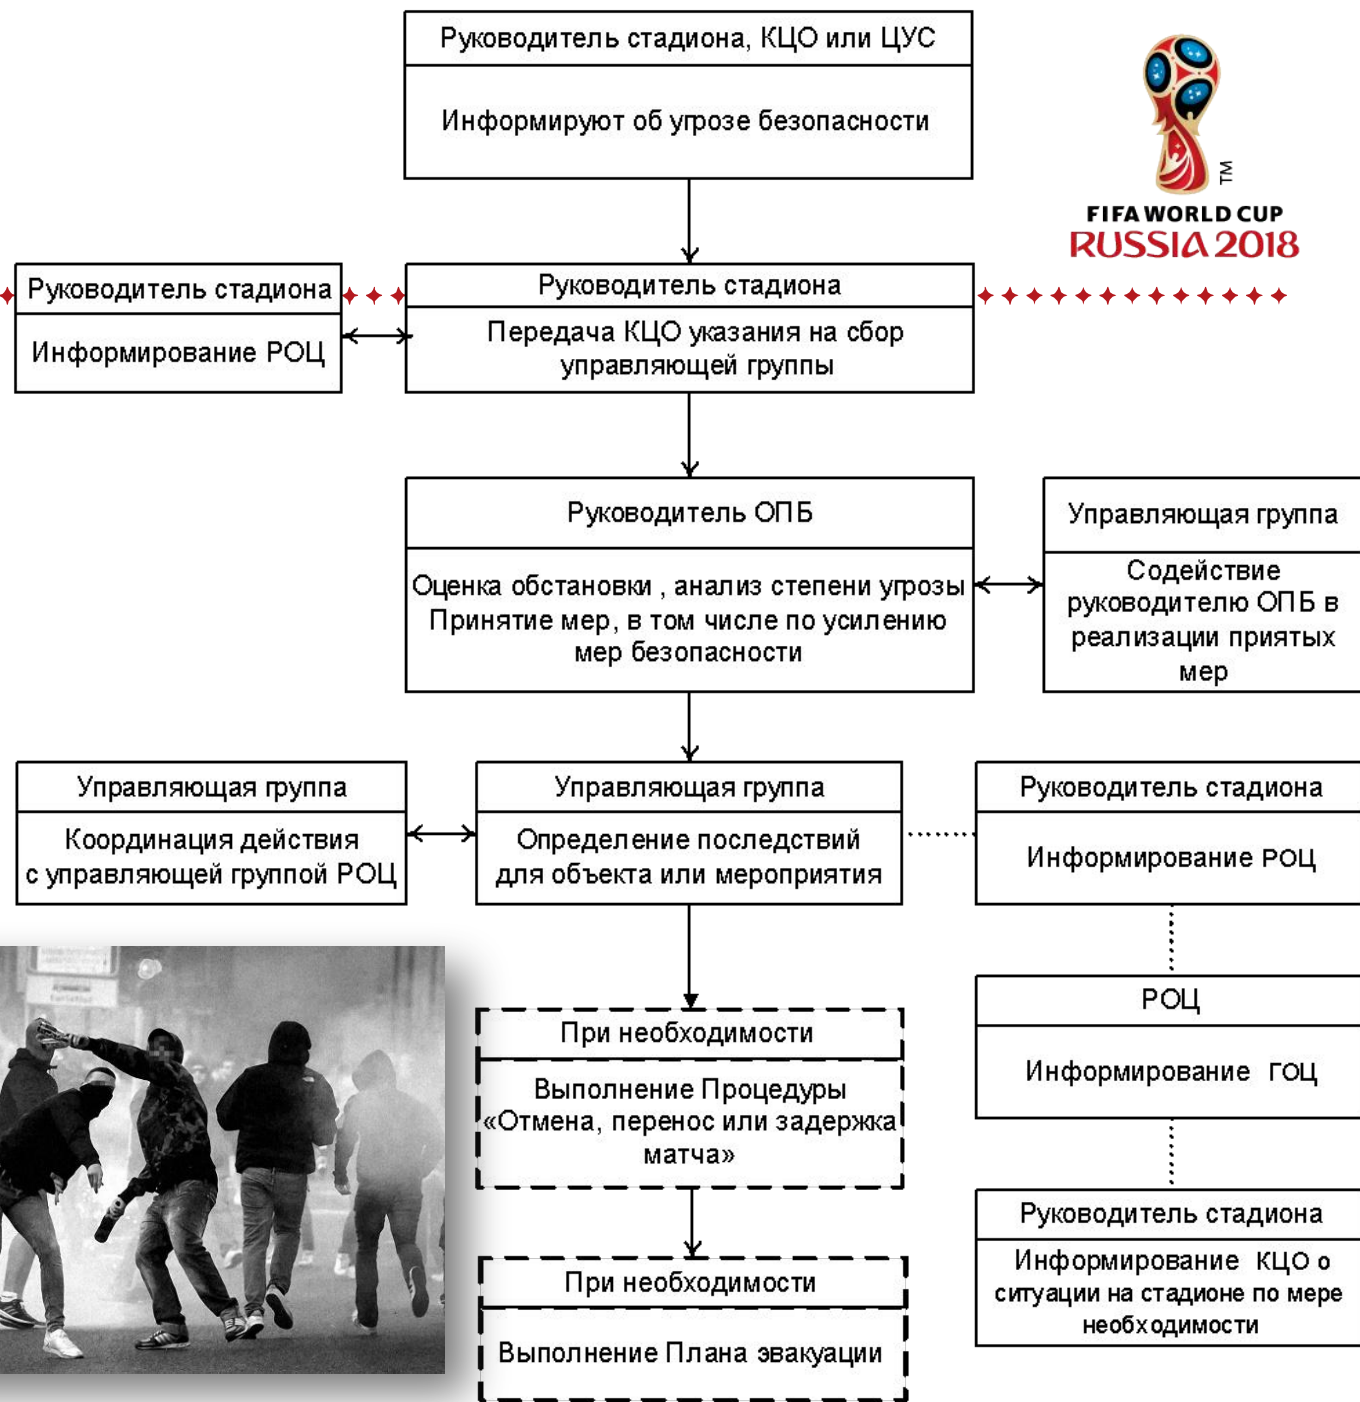 Руководитель стадиона, КЦО или ЦУС
Информируют об угрозе безопасности
TM
FIFA WORLD CUP
RUSSIA 2018
Руководитель стадиона
Информирование РОЦ
Руководитель стадиона
Передача КЦО указания на сбор
управляющей группы
Руководитель ОПБ
Оценка обстановки , анализ степени угрозы
Принятие мер, в том числе по усилению
мер безопасности
Управляющая группа
Содействие
руководителю ОПБ в
реализации приятых
мер
Управляющая группа
Координация действия
с управляющей группой РОЦ
Управляющая группа
Определение последствий
для объекта или мероприятия
Руководитель стадиона
Информирование РОЦ
При необходимости
Выполнение Процедуры
«Отмена, перенос или задержка
матча»
РОЦ
Информирование ГОЦ
При необходимости
Выполнение Плана эвакуации
Руководитель стадиона
Информирование КЦО о
ситуации на стадионе по мере
необходимости